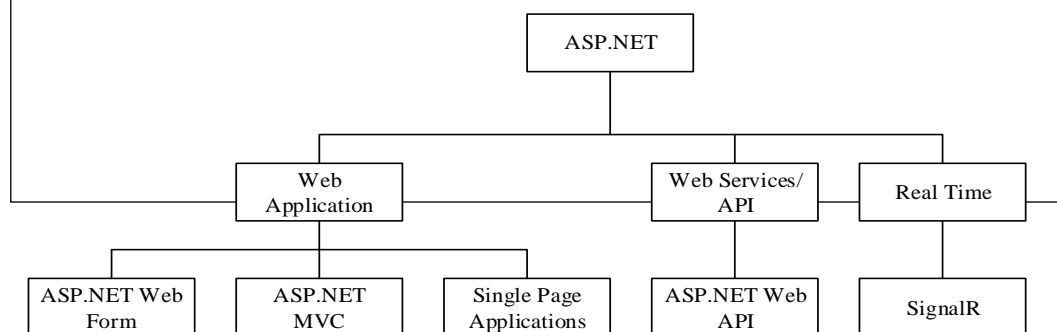 ASP.NET
Web
Application
Web Services/
API
Real Time
ASP.NET Web
Form
ASP.NET
MVC
Single Page
Applications
ASP.NET Web
API
SignalR